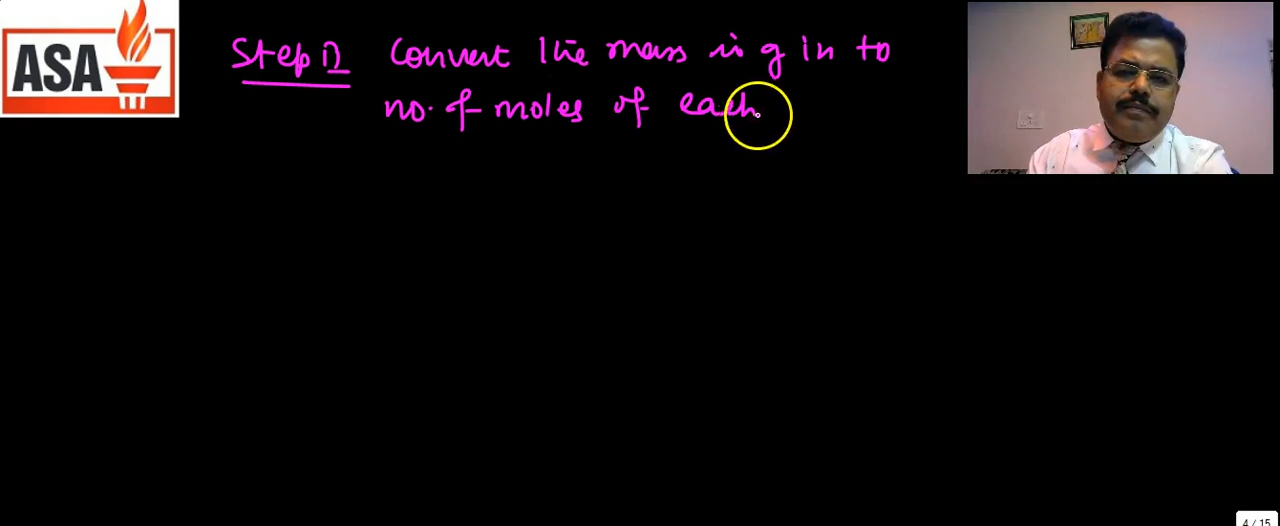 ASA
Step II Convert the mass in g in to
no. of moles of each
4 / 15